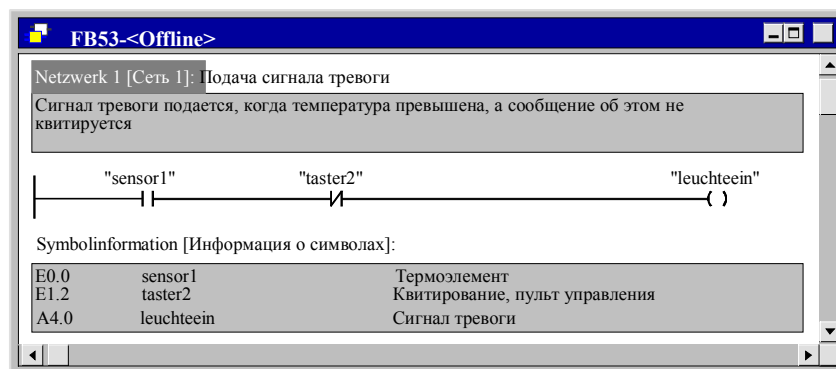 FB53-<Offline>
Netzwerk 1 [Сеть 1]: Подача сигнала тревоги
Сигнал тревоги подается, когда температура превышена, а сообщение об этом не
квитируется
"sensor1" "taster2" "leuchteein"
Symbolinformation [Информация о символах]:
E0.0 sensor1 Термоэлемент
E1.2 taster2 Квитирование, пульт управления
A4.0 leuchteein Сигнал тревоги